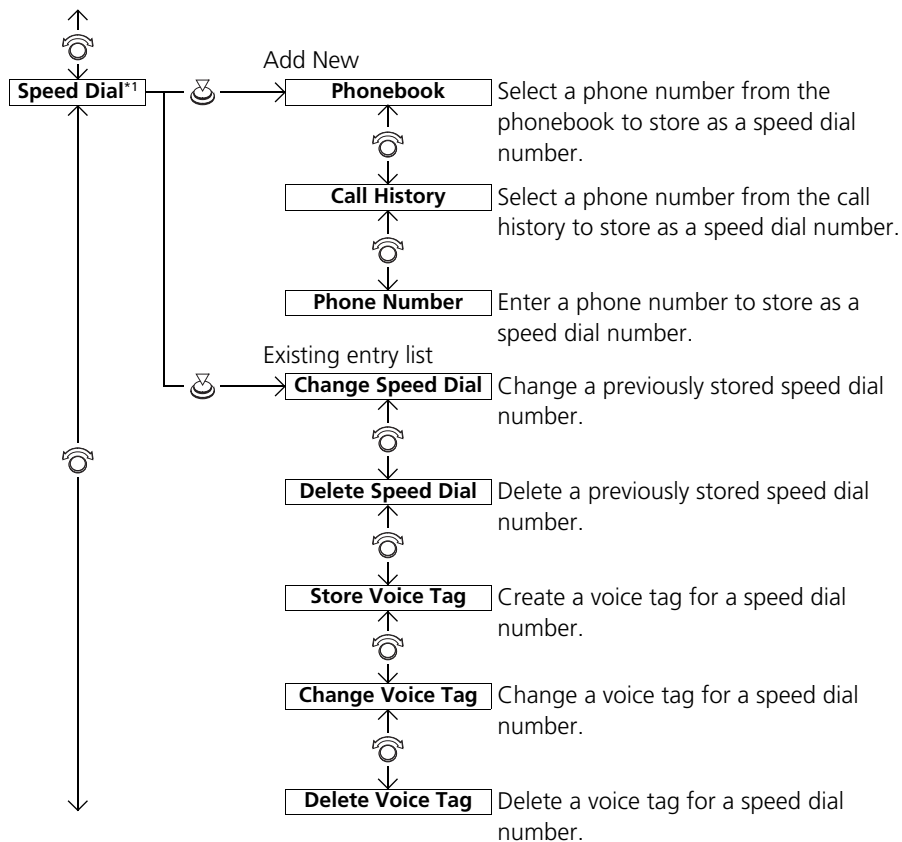 Add New
Speed Dial*1
Phonebook
Select a phone number from the
phonebook to store as a speed dial
number.
Call History
Select a phone number from the call
history to store as a speed dial number.
Phone Number
Enter a phone number to store as a
speed dial number.
Existing entry list
Change Speed Dial
Change a previously stored speed dial
number.
Delete Speed Dial
Delete a previously stored speed dial
number.
Store Voice Tag
Create a voice tag for a speed dial
number.
Change Voice Tag
Change a voice tag for a speed dial
number.
Delete Voice Tag
Delete a voice tag for a speed dial
number.